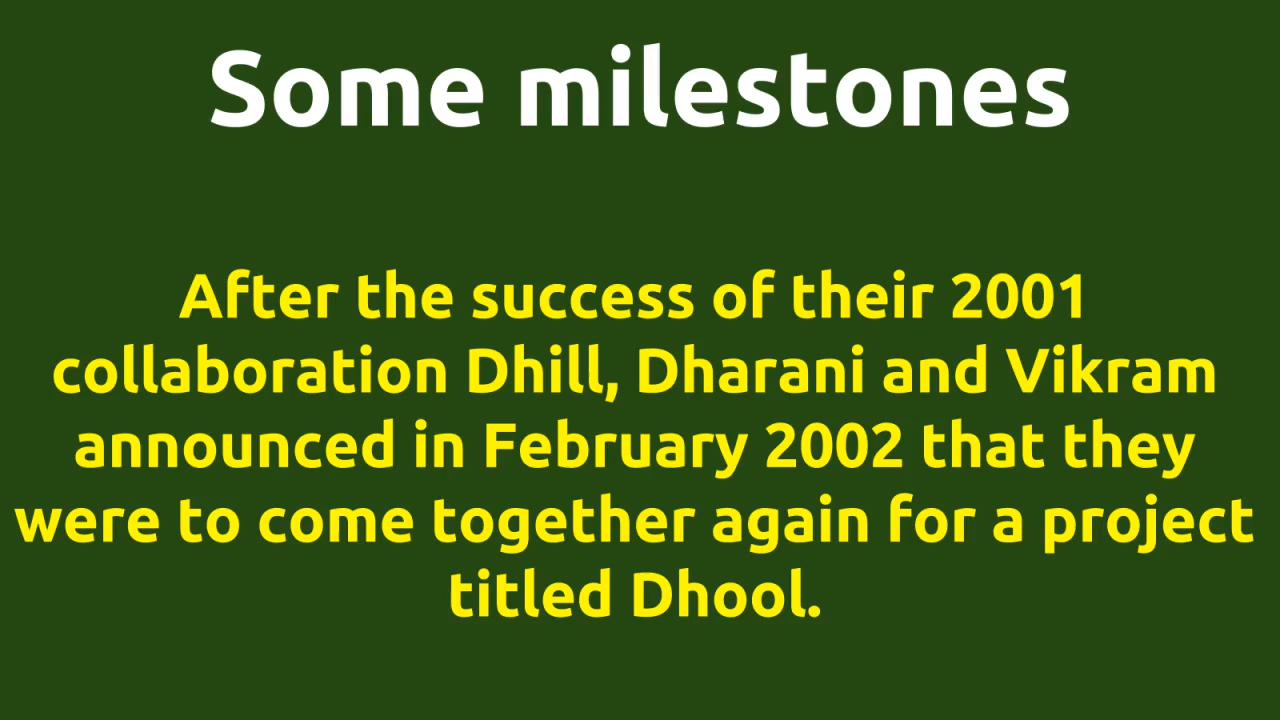 Some milestones
After the success of their 2001
collaboration Dhill, Dharani and Vikram
announced in February 2002 that they
were to come together again for a project
titled Dhool.